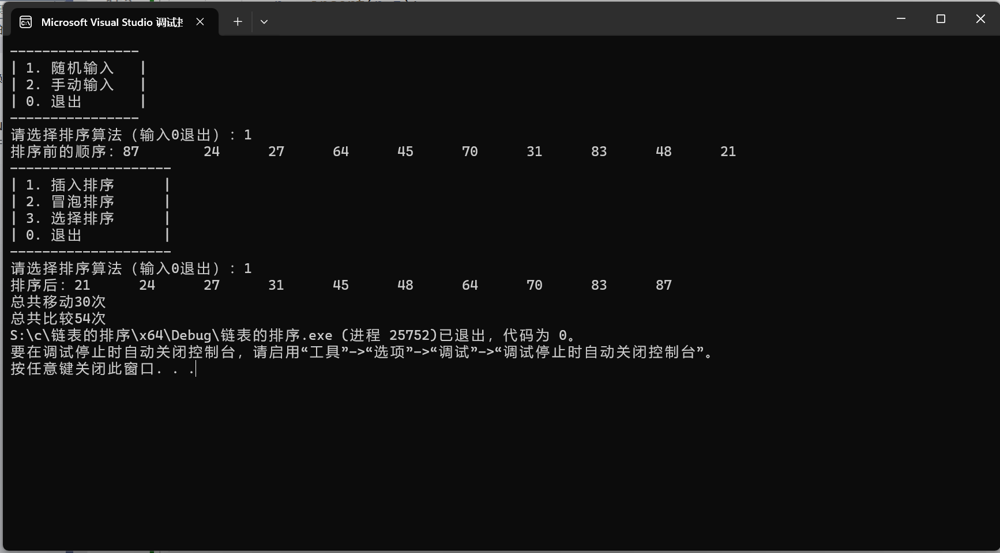 Microsoft Visual Studio 调试
----------------
| 1. 随机输入   |
| 2. 手动输入   |
| 0. 退出       |
----------------
请选择排序算法（输入0退出）: 1
排序前的顺序: 87 24 27 64 45 70 31 83 48 21
--------------------
| 1. 插入排序      |
| 2. 冒泡排序      |
| 3. 选择排序      |
| 0. 退出          |
--------------------
请选择排序算法（输入0退出）: 1
排序后: 21 24 27 31 45 48 64 70 83 87
总共移动30次
总共比较54次
S:\c\链表的排序\x64\Debug\链表的排序.exe (进程 25752)已退出，代码为 0。
要在调试停止时自动关闭控制台，请启用“工具”->“选项”->“调试”->“调试停止时自动关闭控制台”。
按任意键关闭此窗口. . .